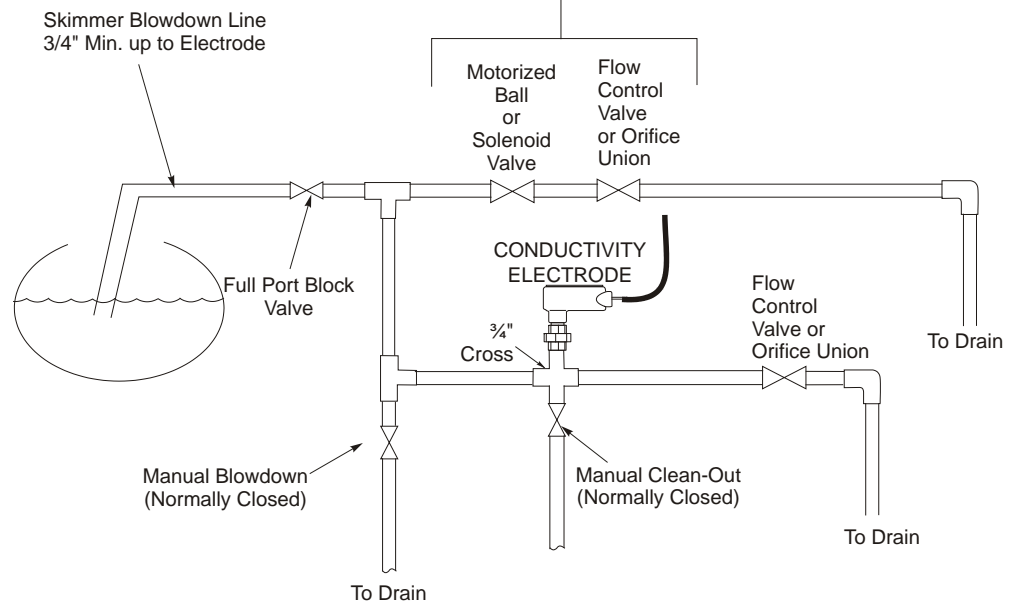 Skimmer Blowdown Line
3/4" Min. up to Electrode
Motorized
Ball
or
Solenoid
Valve
Flow
Control
Valve
or Orifice
Union
Full Port Block
Valve
CONDUCTIVITY
ELECTRODE
¾"
Cross
Flow
Control
Valve or
Orifice Union
To Drain
Manual Blowdown
(Normally Closed)
Manual Clean-Out
(Normally Closed)
To Drain
To Drain